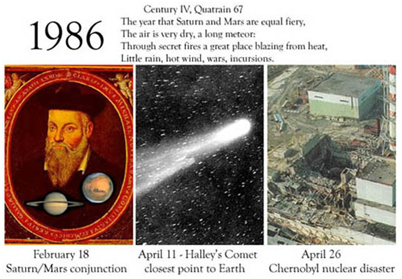 Century IV, Quatrain 67
1986
The year that Saturn and Mars are equal fiery,
The air is very dry, a long meteor:
Through secret fires a great place blazing from heat,
Little rain, hot wind, wars, incursions.
February 18
Saturn/Mars conjunction
April 11 - Halley's Comet
closest point to Earth
April 26
Chernobyl nuclear disaster